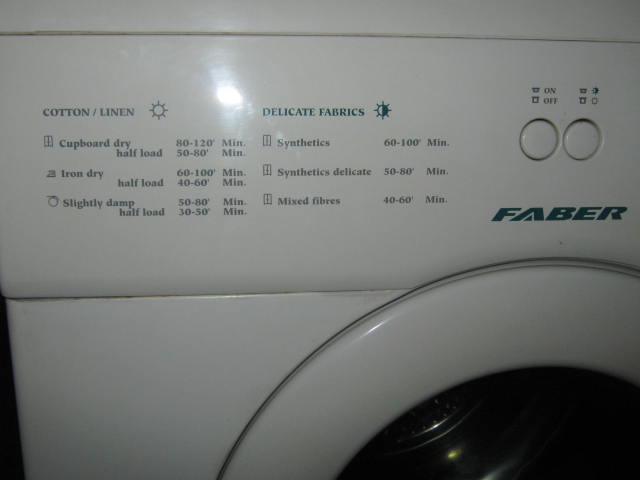 ON
OFF
COTTON / LINEN
DELICATE FABRICS
Cupboard dry 80-120' Min.
half load 50-80' Min.
Iron dry 60-100' Min.
half load 40-60' Min.
Slightly damp 50-80' Min.
half load 30-50' Min.
Synthetics 60-100' Min.
Synthetics delicate 50-80' Min.
Mixed fibres 40-60' Min.
FABER